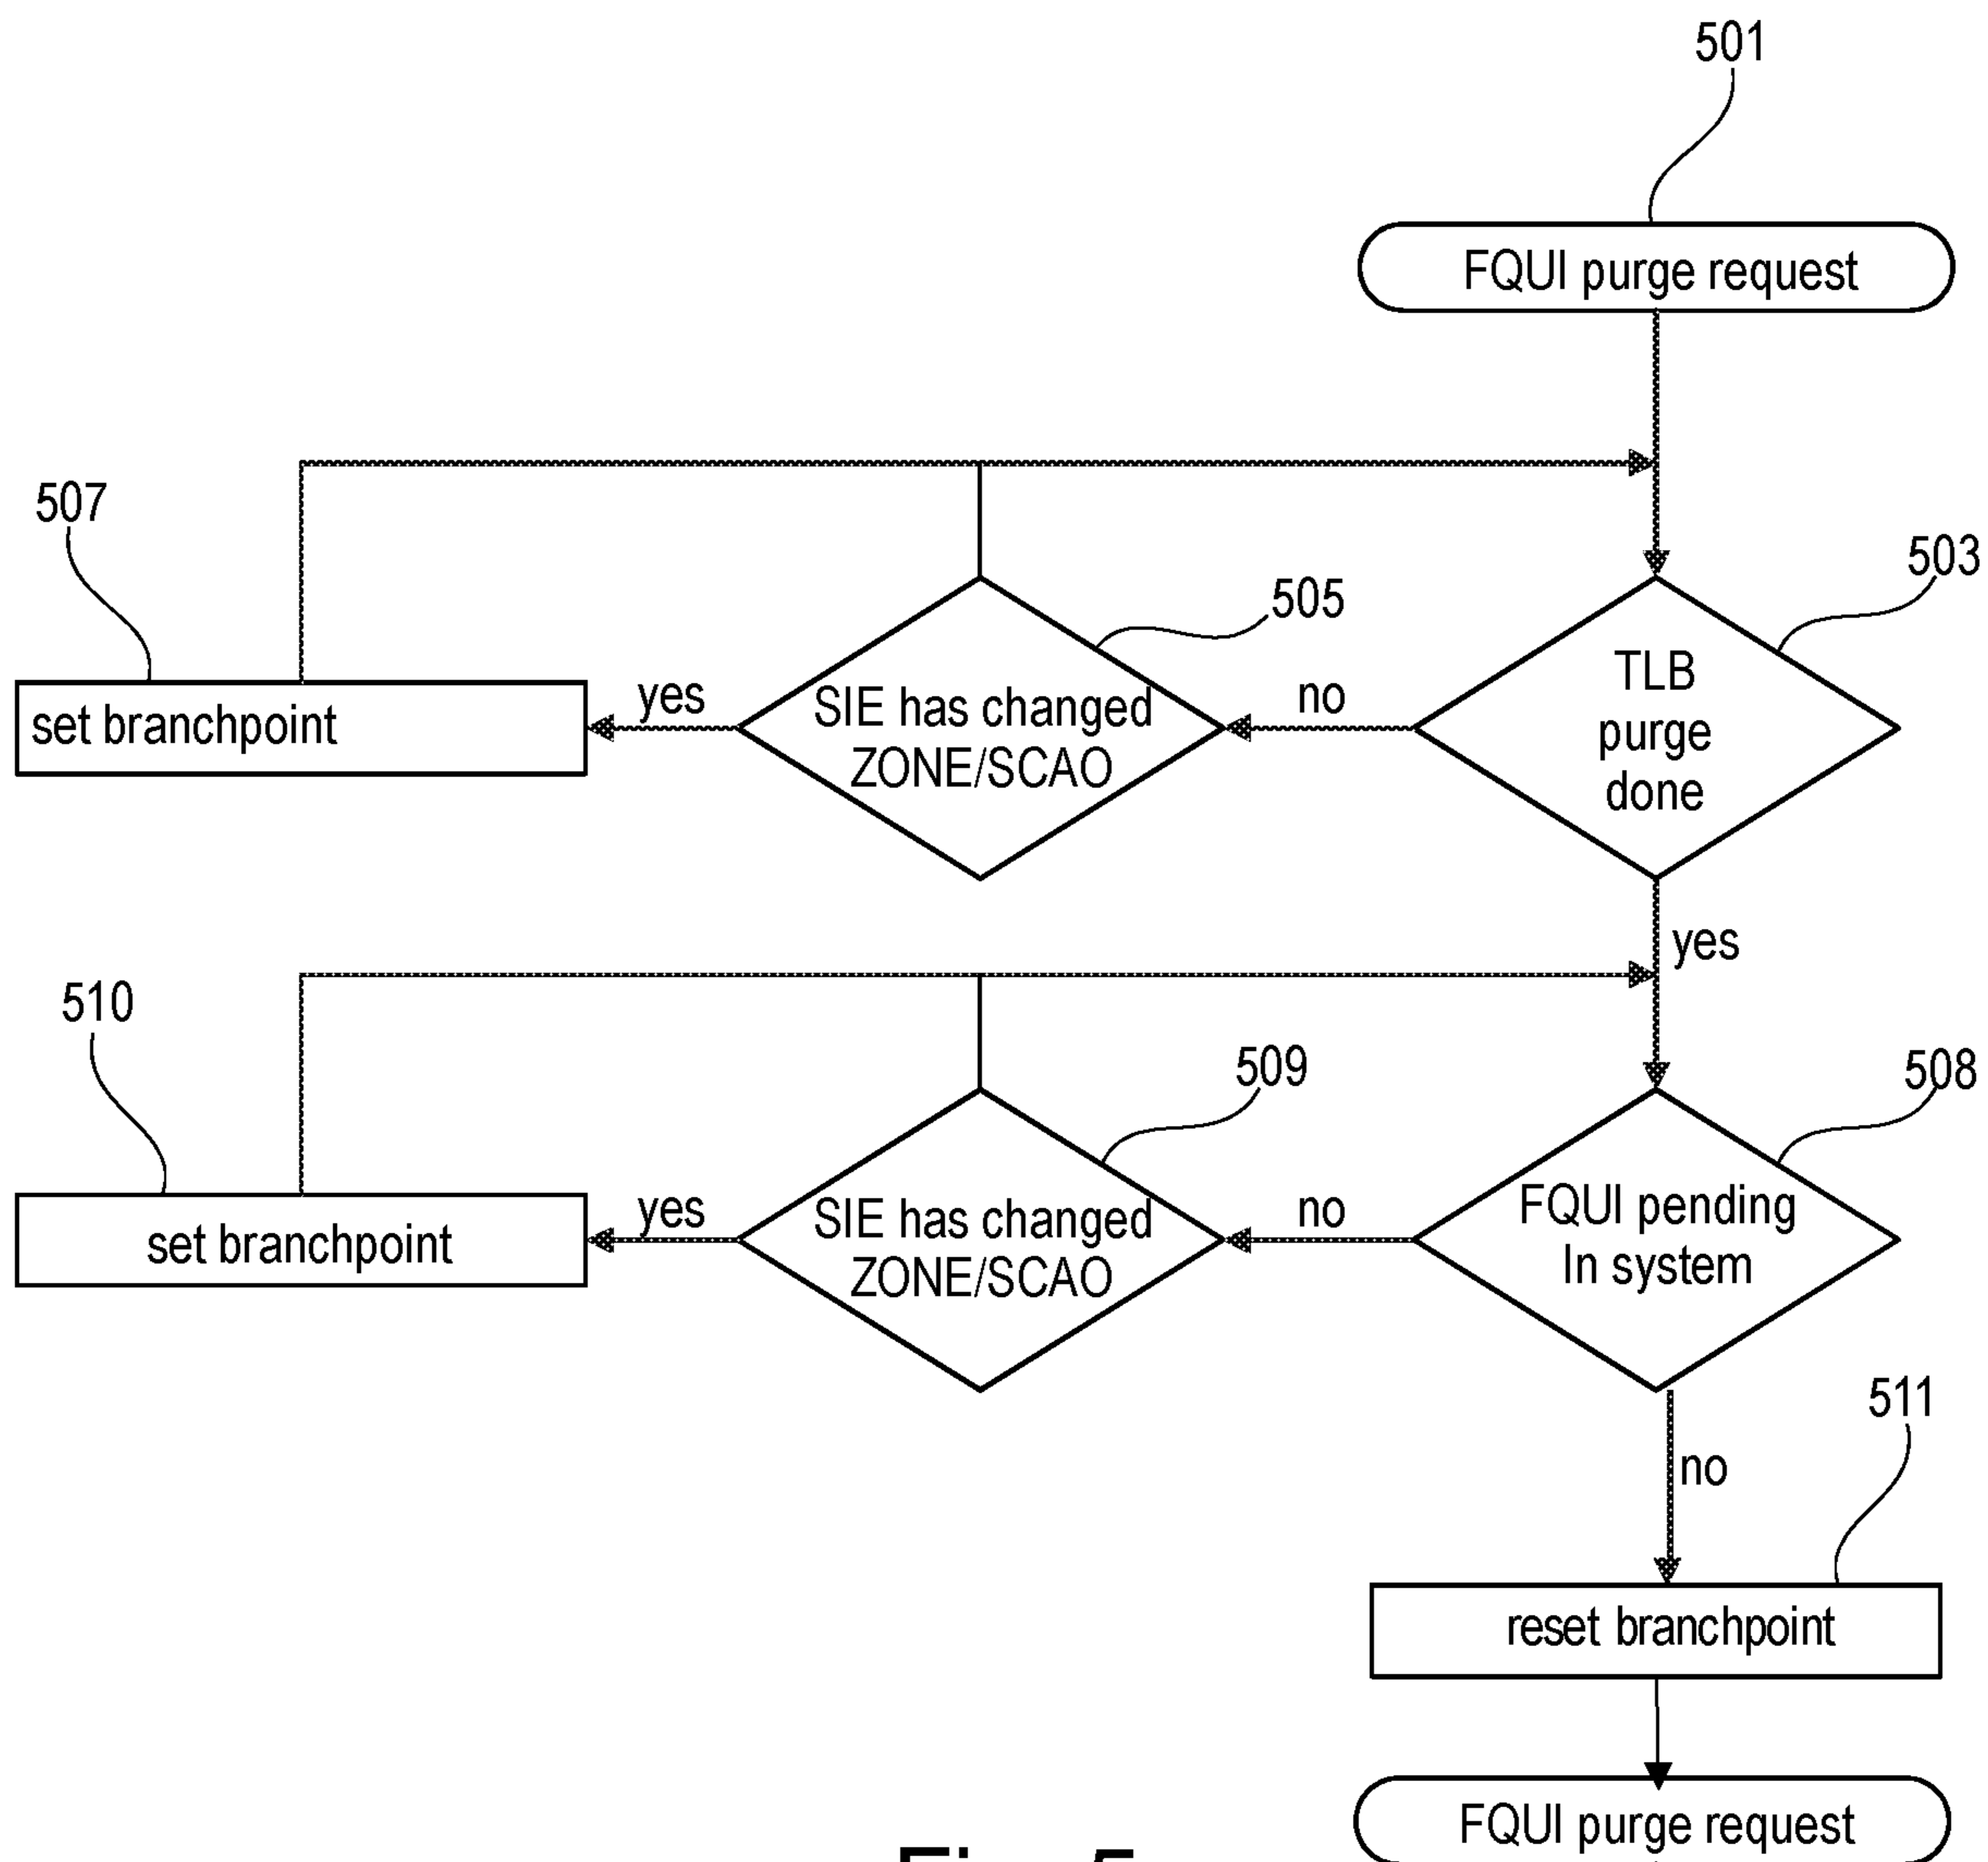 501
FQUI purge request
507
503
505
TLB
purge
done
no
SIE has changed
ZONE/SCAO
yes
set branchpoint
yes
510
509
508
FQUI pending
In system
no
SIE has changed
ZONE/SCAO
yes
set branchpoint
511
no
reset branchpoint
FQUI purge request